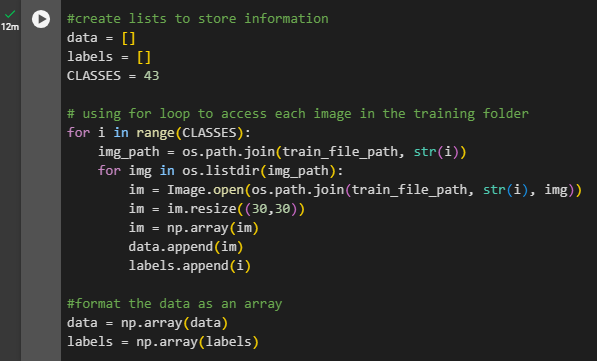 12m
#create lists to store information
data = []
labels = []
CLASSES = 43

# using for loop to access each image in the training folder
for i in range(CLASSES):
    img_path = os.path.join(train_file_path, str(i))
    for img in os.listdir(img_path):
        im = Image.open(os.path.join(train_file_path, str(i), img))
        im = im.resize((30,30))
        im = np.array(im)
        data.append(im)
        labels.append(i)

#format the data as an array
data = np.array(data)
labels = np.array(labels)